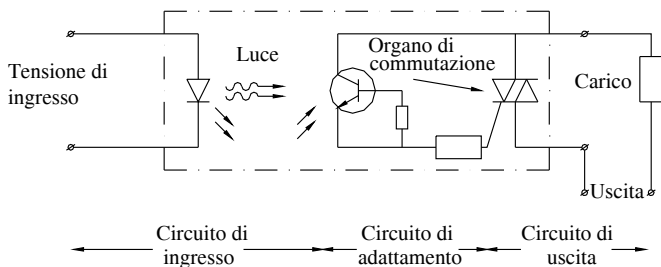 Tensione di
ingresso
Luce
Organo di
commutazione
Carico
Uscita
Circuito di
ingresso
Circuito di
adattamento
Circuito di
uscita